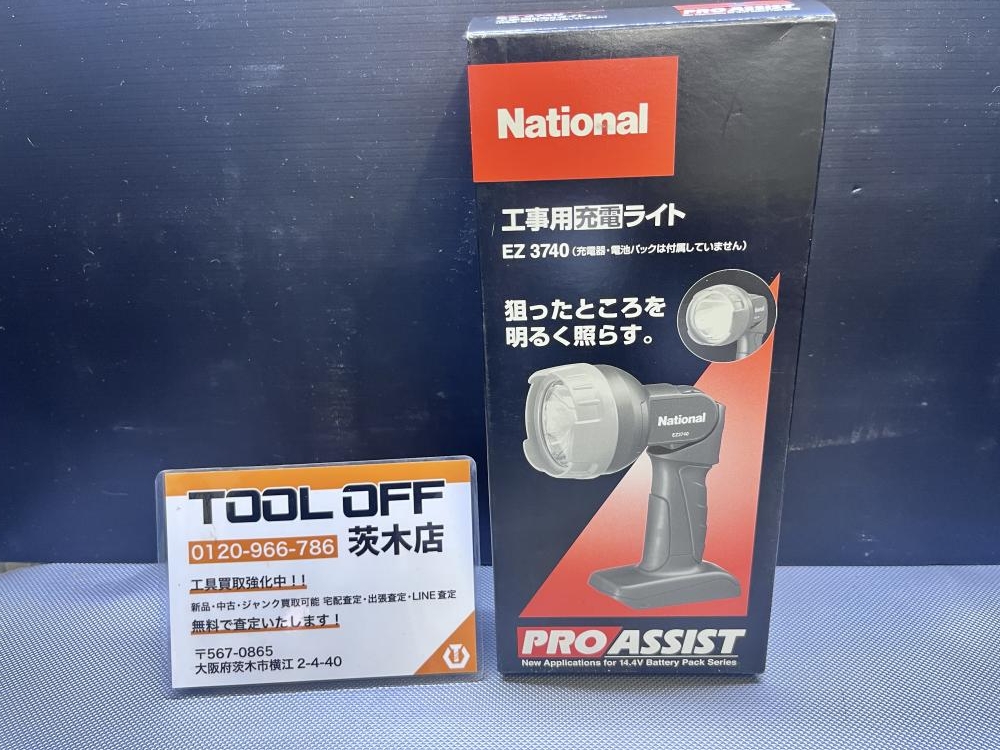 PRO ASSIST
National
工事用充電ライト
EZ 3740 (充電器・電池パックは付属していません)
狙ったところを
明るく照らす。
National
EZ3740
PRO ASSIST
New Applications for 14.4V Battery Pack Series
TOOL OFF
0120-966-786 茨木店
工具買取強化中!!
新品・中古・ジャンク買取可能 宅配査定・出張査定・LINE査定
無料で査定いたします!
〒567-0865
大阪府茨木市横江 2-4-40